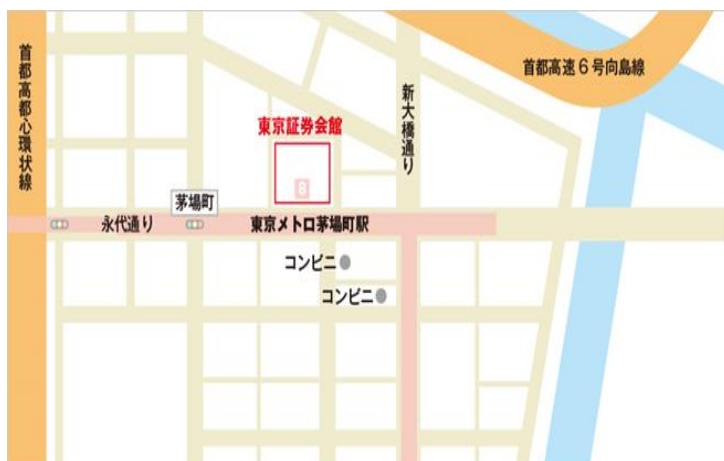 首都高都心環状線
首都高速6号向島線
新大橋通り
東京証券会館
8
茅場町
永代通り
東京メトロ茅場町駅
コンビニ
コンビニ